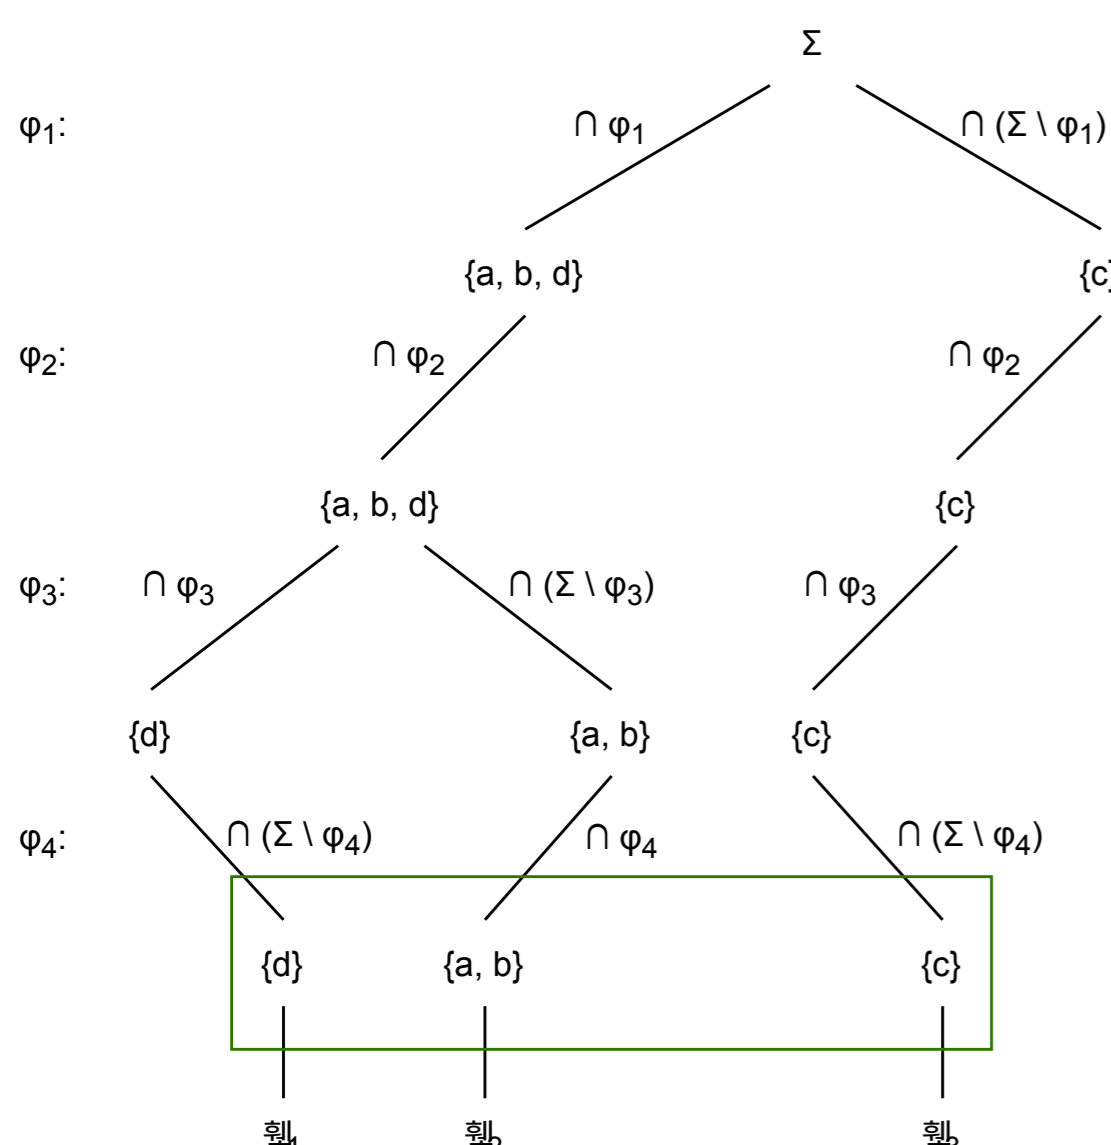 Σ
φ1: ∩ φ1 ∩ (Σ \ φ1)
{a, b, d} {c}
φ2: ∩ φ2 ∩ φ2
{a, b, d} {c}
φ3: ∩ φ3 ∩ (Σ \ φ3) ∩ φ3
{d} {a, b} {c}
φ4: ∩ (Σ \ φ4) ∩ φ4 ∩ (Σ \ φ4)
{d} {a, b} {c}